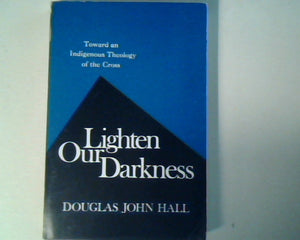 Toward an
Indigenous Theology
of the Cross
Lighten
Our
Darkness
DOUGLAS JOHN HALL